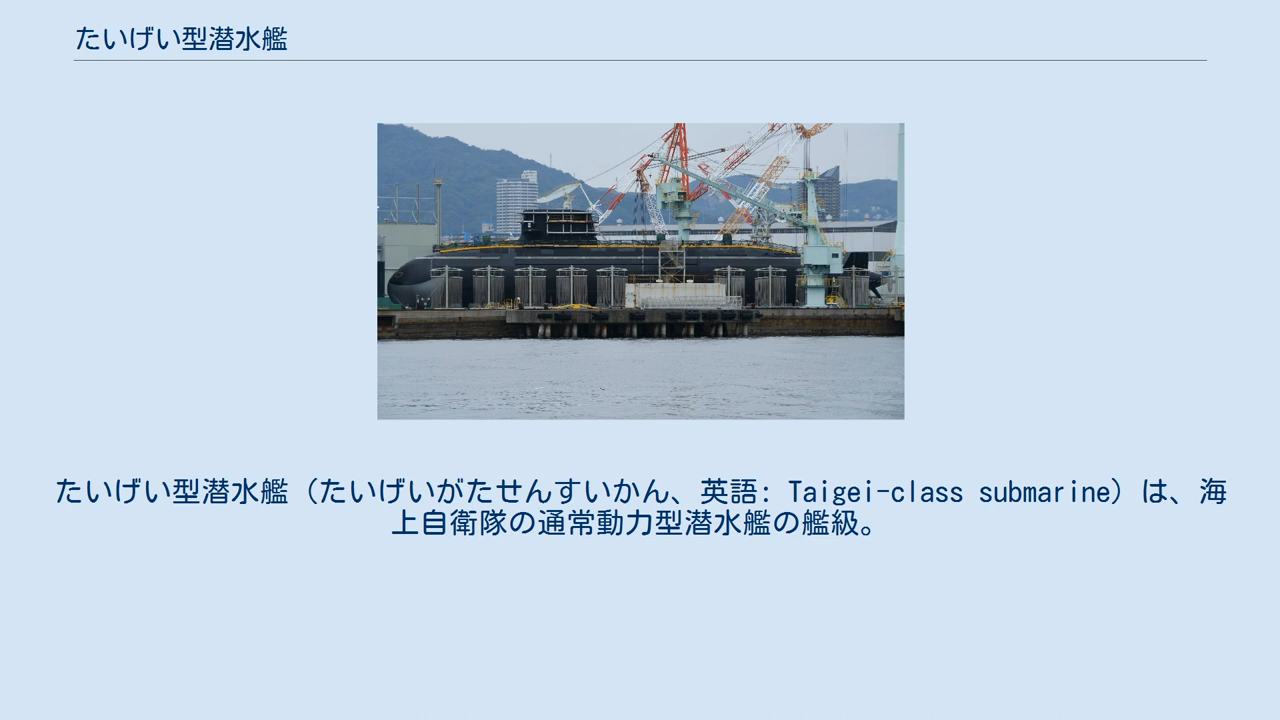 たいげい型潜水艦
たいげい型潜水艦（たいげいがたせんすいかん、英語: Taigei-class submarine）は、海
上自衛隊の通常動力型潜水艦の艦級。